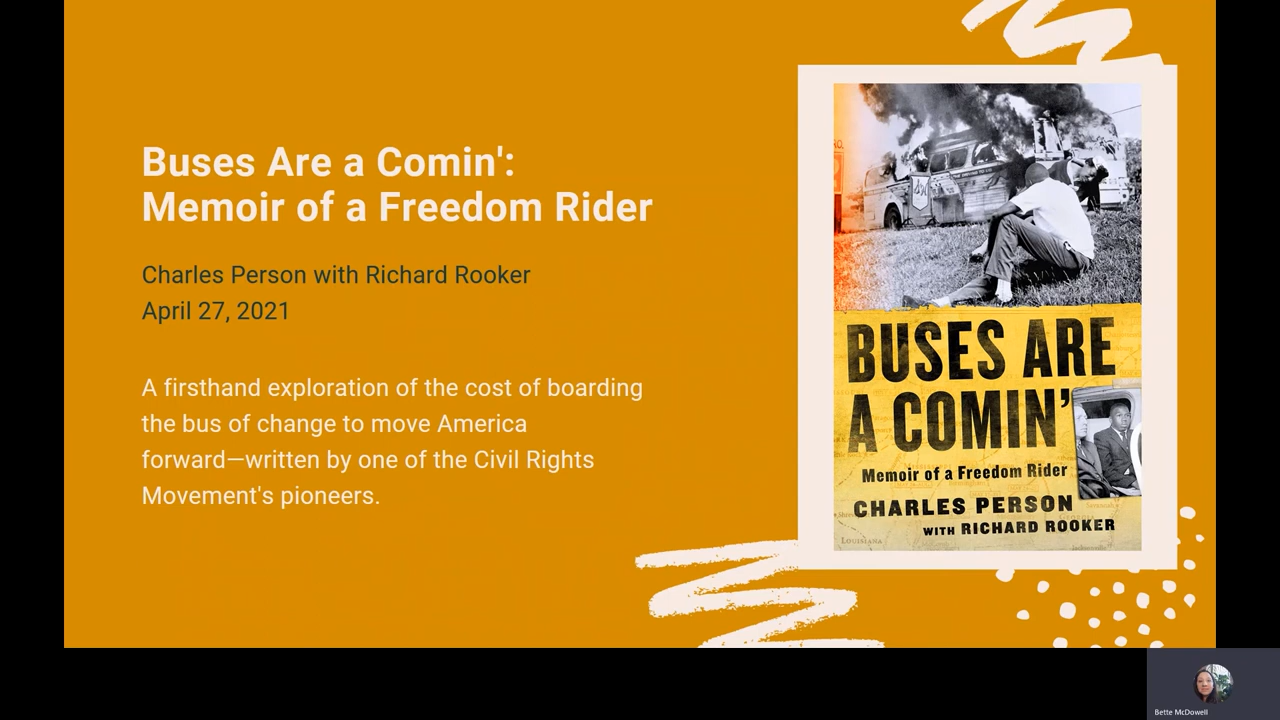 Buses Are a Comin':
Memoir of a Freedom Rider
Charles Person with Richard Rooker
April 27, 2021
A firsthand exploration of the cost of boarding
the bus of change to move America
forward—written by one of the Civil Rights
Movement's pioneers.
BUSES ARE
A COMIN'
Memoir of a Freedom Rider
CHARLES PERSON
WITH RICHARD ROOKER
LOUISIANA
Bette McDowell